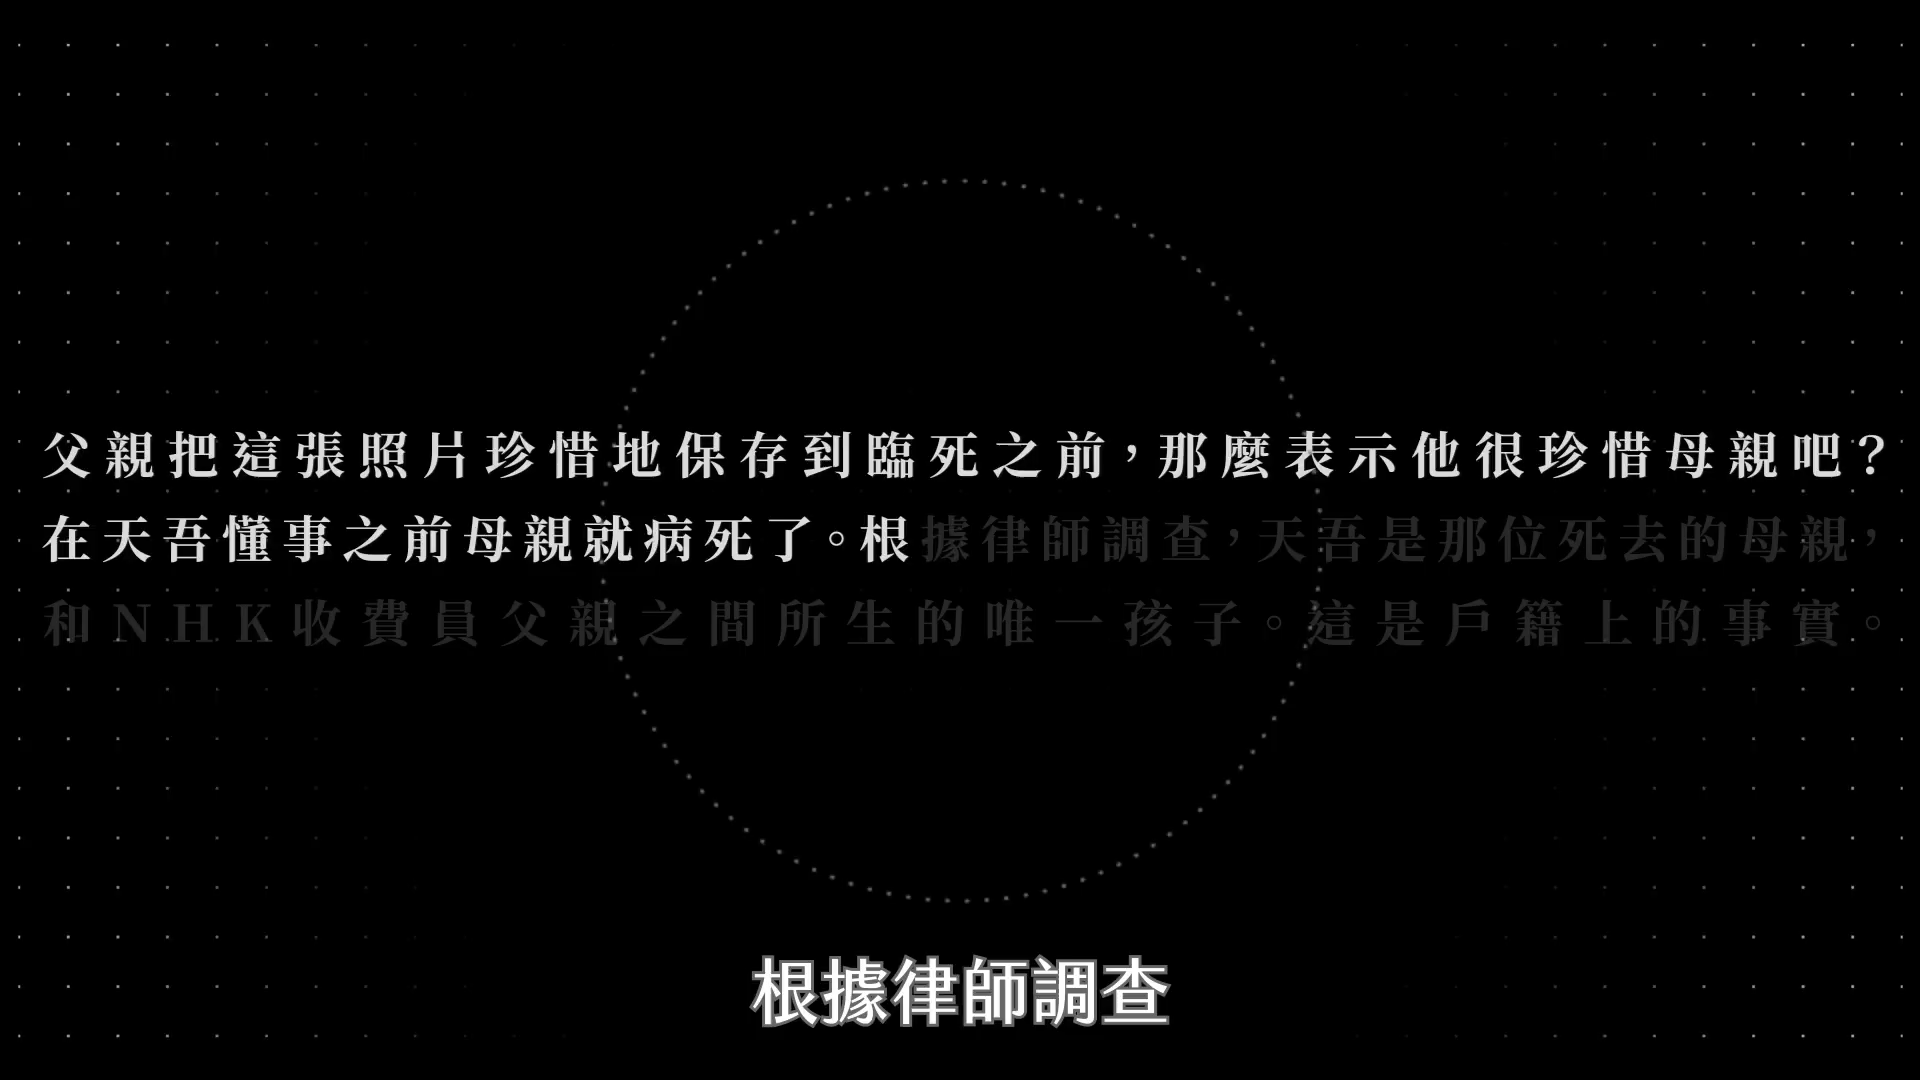 父親把這張照片珍惜地保存到臨死之前，那麼表示他很珍惜母親吧？
在天吾懂事之前母親就病死了。根據律師調查，天吾是那位死去的母親，
和NHK收費員父親之間所生的唯一孩子。這是戶籍上的事實。
根據律師調查